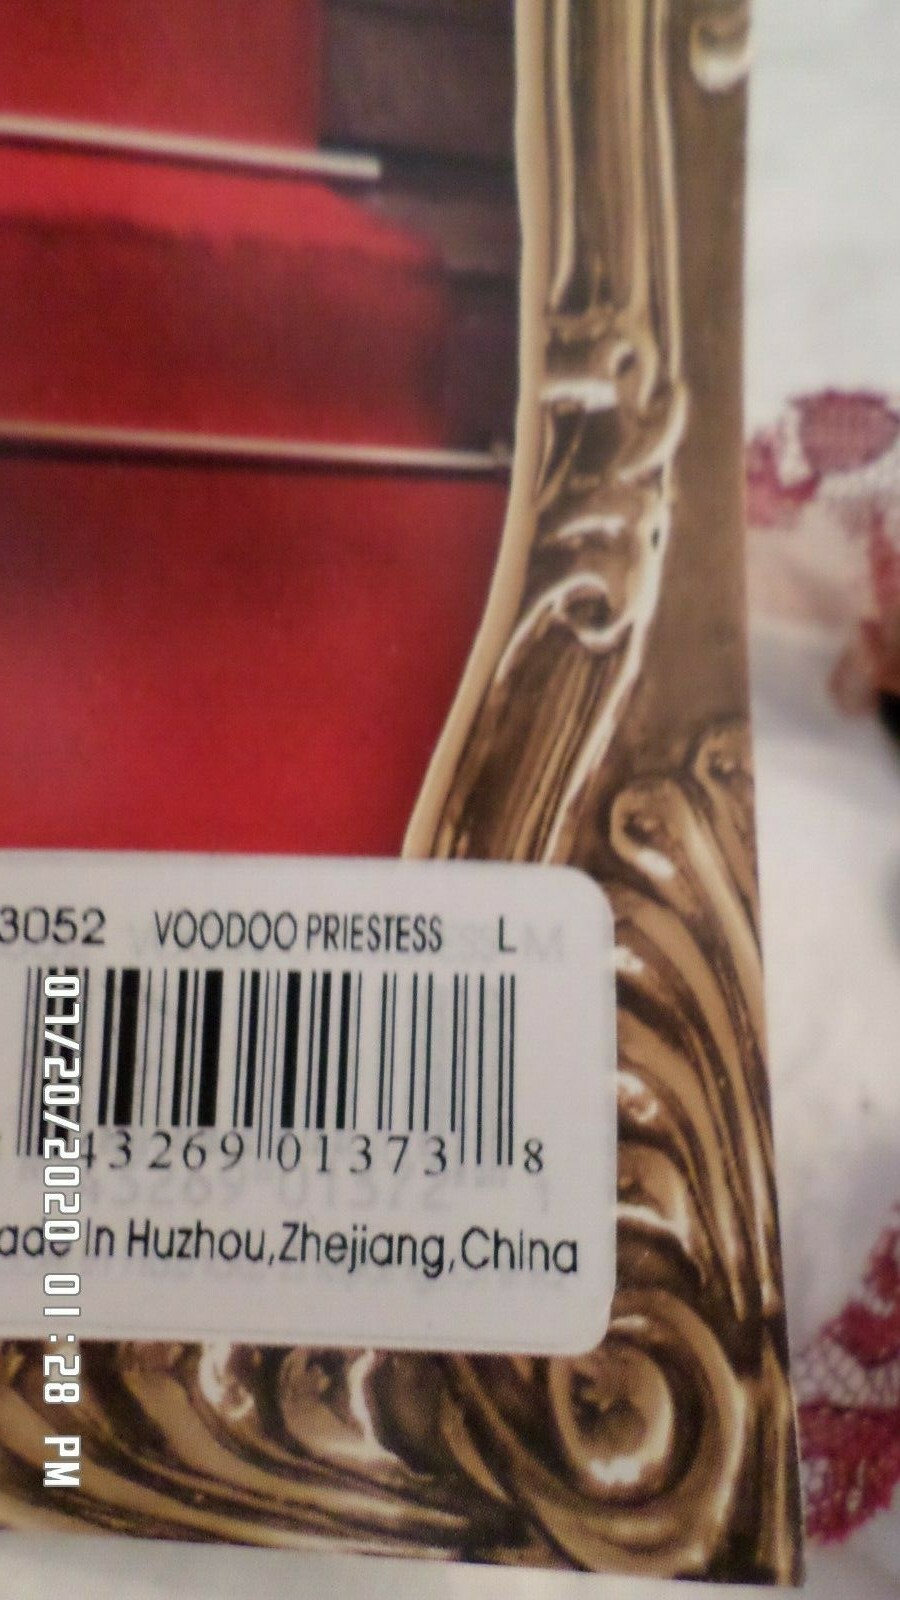 3052 VOODOO PRIESTESS L
43269 01373 8
ade In Huzhou,Zhejiang,China
07/20/2020 01:28 PM